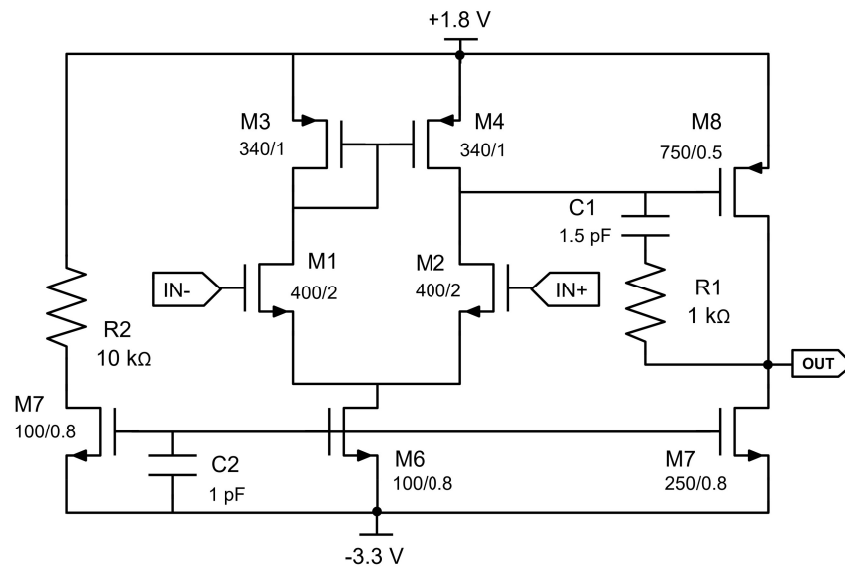 +1.8 V
M3
340/1
M4
340/1
M8
750/0.5
C1
1.5 pF
IN-
M1
400/2
M2
400/2
IN+
R1
1 kΩ
R2
10 kΩ
OUT
M7
100/0.8
C2
1 pF
M6
100/0.8
M7
250/0.8
-3.3 V